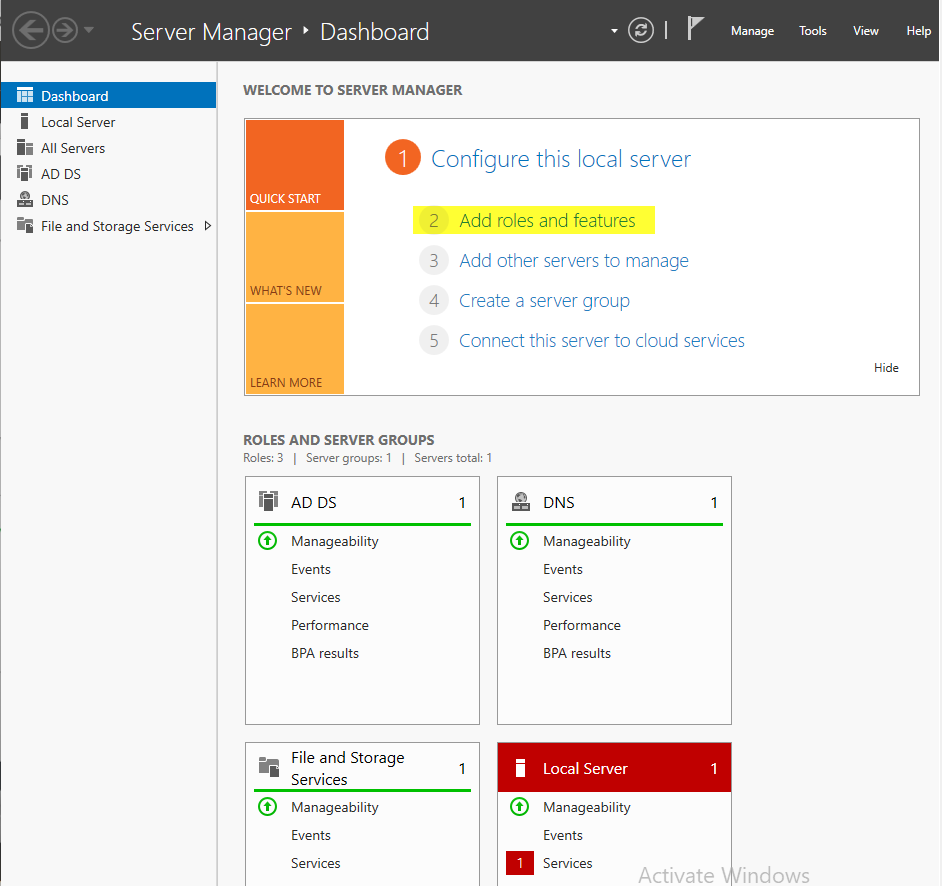 Server Manager ‣ Dashboard
Manage Tools View Help
Dashboard
Local Server
All Servers
AD DS
DNS
File and Storage Services
WELCOME TO SERVER MANAGER
QUICK START
WHAT'S NEW
LEARN MORE
1 Configure this local server
2 Add roles and features
3 Add other servers to manage
4 Create a server group
5 Connect this server to cloud services
Hide
ROLES AND SERVER GROUPS
Roles: 3 | Server groups: 1 | Servers total: 1
AD DS 1
Manageability
Events
Services
Performance
BPA results
DNS 1
Manageability
Events
Services
Performance
BPA results
File and Storage
Services 1
Manageability
Events
Services
Local Server 1
Manageability
Events
1 Services
Activate Windows